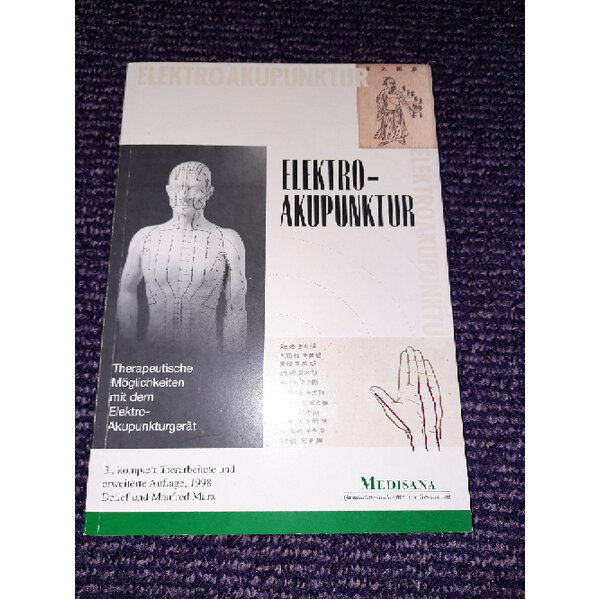 ELEKTROAKUPUNKTUR
ELEKTROAKUPUNKTUR
ELEKTRO-
AKUPUNKTUR
Therapeutische
Möglichkeiten
mit dem
Elektro-
Akupunkturgerät
3., komplett überarbeitete und
erweiterte Auflage, 1998
Detlef und Manfred Marx
MEDISANA